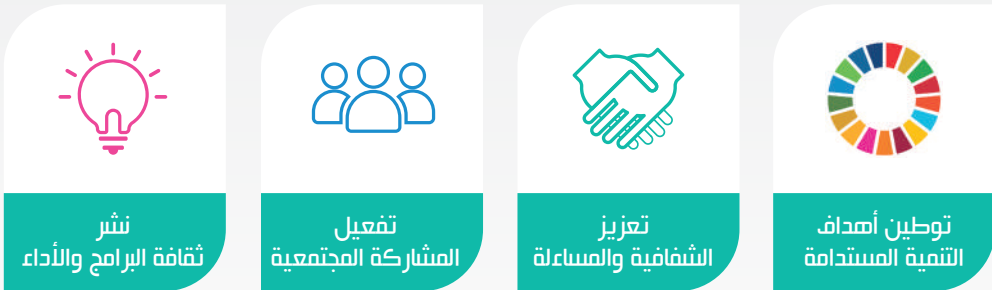 توطين أهداف
التنمية المستدامة
تعزيز
الشفافية والمساءلة
تفعيل
المشاركة المجتمعية
نشر
ثقافة البرامج والأداء